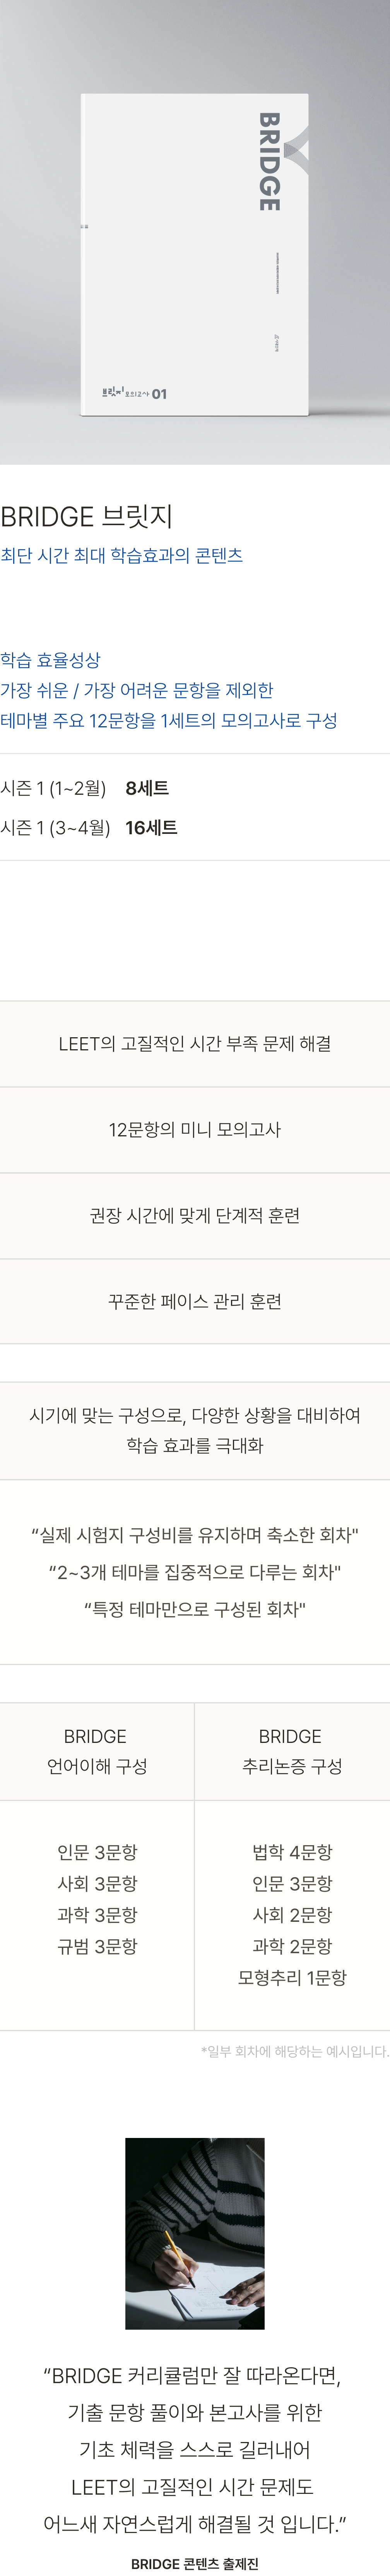 BRIDGE
브릿지 모의고사 01
BRIDGE 브릿지
최단 시간 최대 학습효과의 콘텐츠
학습 효율성상
가장 쉬운 / 가장 어려운 문항을 제외한
테마별 주요 12문항을 1세트의 모의고사로 구성
시즌 1 (1~2월) 8세트
시즌 1 (3~4월) 16세트
LEET의 고질적인 시간 부족 문제 해결
12문항의 미니 모의고사
권장 시간에 맞게 단계적 훈련
꾸준한 페이스 관리 훈련
시기에 맞는 구성으로, 다양한 상황을 대비하여
학습 효과를 극대화
“실제 시험지 구성비를 유지하며 축소한 회차"
“2~3개 테마를 집중적으로 다루는 회차"
“특정 테마만으로 구성된 회차"
BRIDGE
언어이해 구성
BRIDGE
추리논증 구성
인문 3문항
사회 3문항
과학 3문항
규범 3문항
법학 4문항
인문 3문항
사회 2문항
과학 2문항
모형추리 1문항
*일부 회차에 해당하는 예시입니다.
“BRIDGE 커리큘럼만 잘 따라온다면,
기출 문항 풀이와 본고사를 위한
기초 체력을 스스로 길러내어
LEET의 고질적인 시간 문제도
어느새 자연스럽게 해결될 것 입니다.”
BRIDGE 콘텐츠 출제진